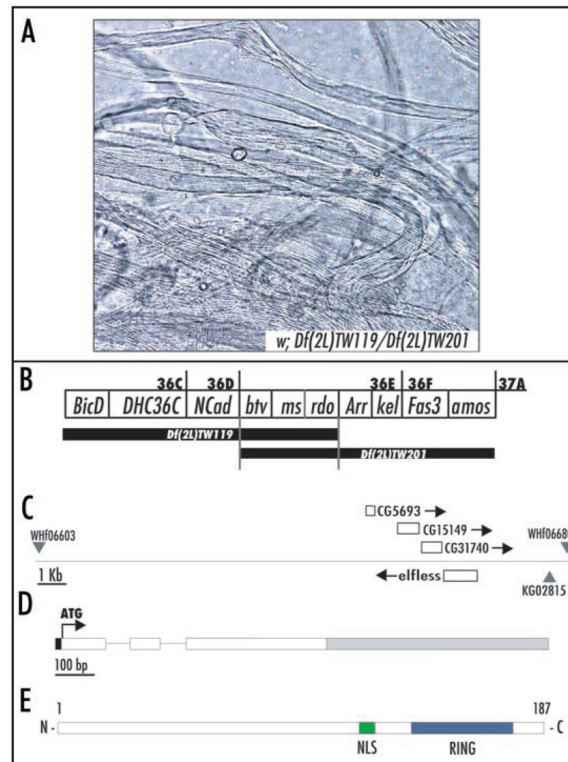 A
w; Df(2L)TW119/Df(2L)TW201
B
36C 36D 36E 36F 37A
BicD DHC36C NCad btv ms rdo Arr kel Fas3 amos
Df(2L)TW119
Df(2L)TW201
C
CG5693
WHf06603 CG15149 WHf0668
CG31740
elfless
1 Kb KG02815
D
ATG
100 bp
E
1 187
N - - C
NLS RING